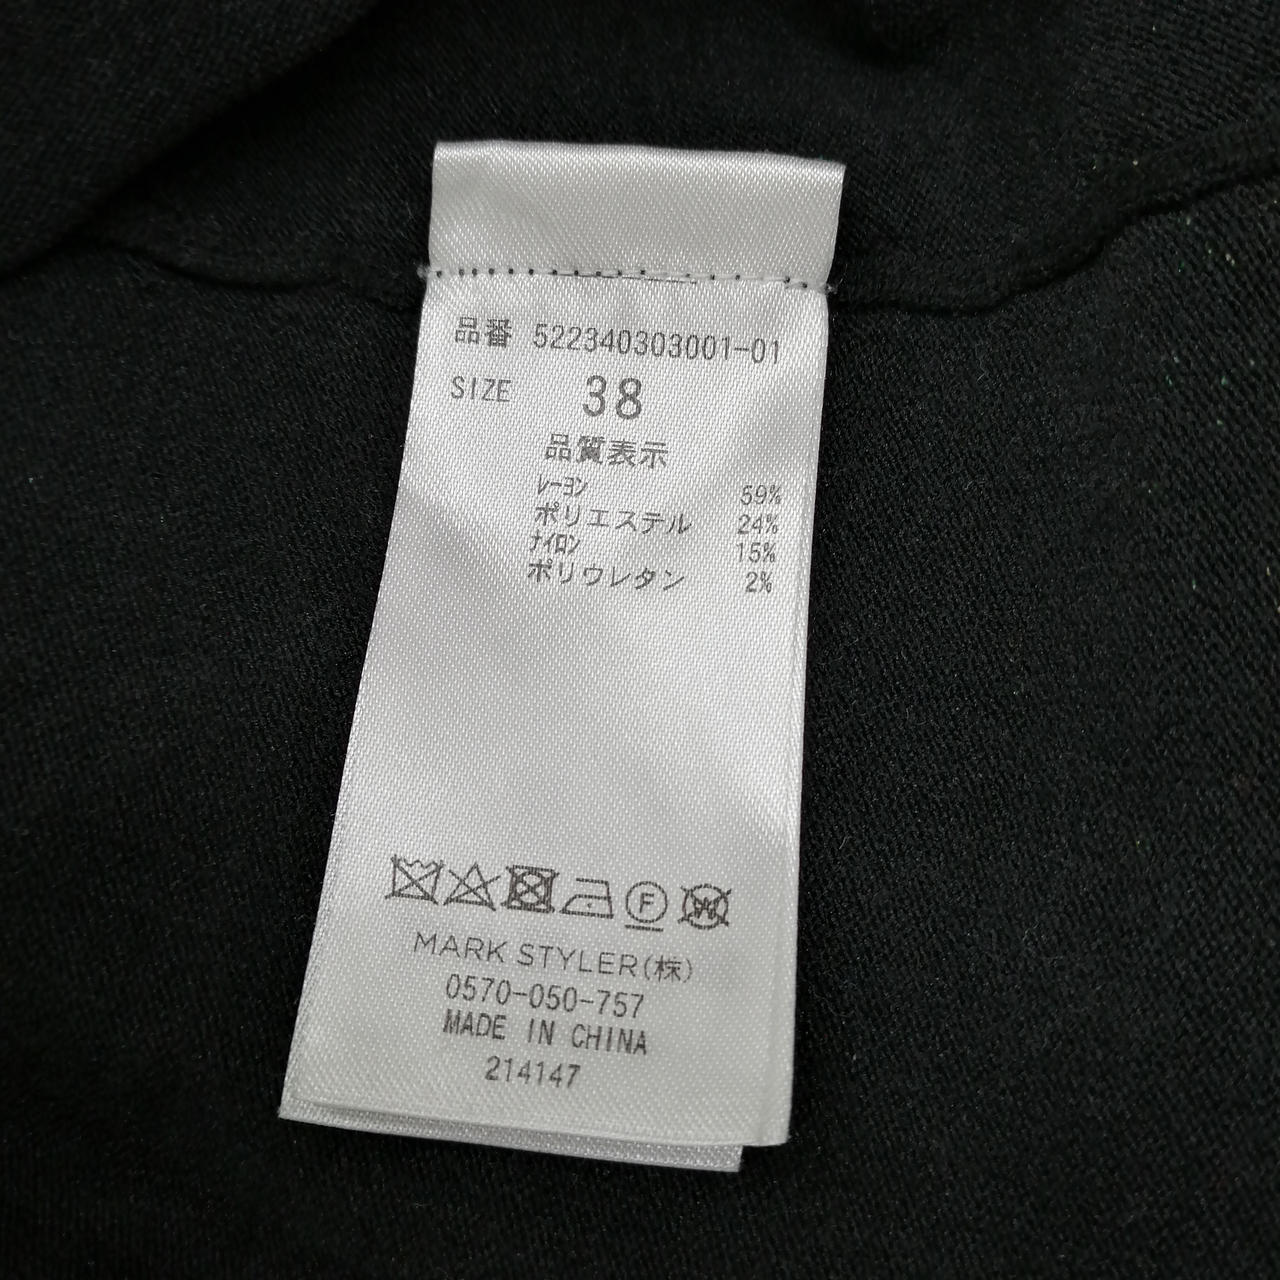 品番 522340303001-01
SIZE 38
品質表示
ﾚｰﾖﾝ 59%
ポリエステル 24%
ﾅｲﾛﾝ 15%
ポリウレタン 2%
F W
MARK STYLER(株)
0570-050-757
MADE IN CHINA
214147